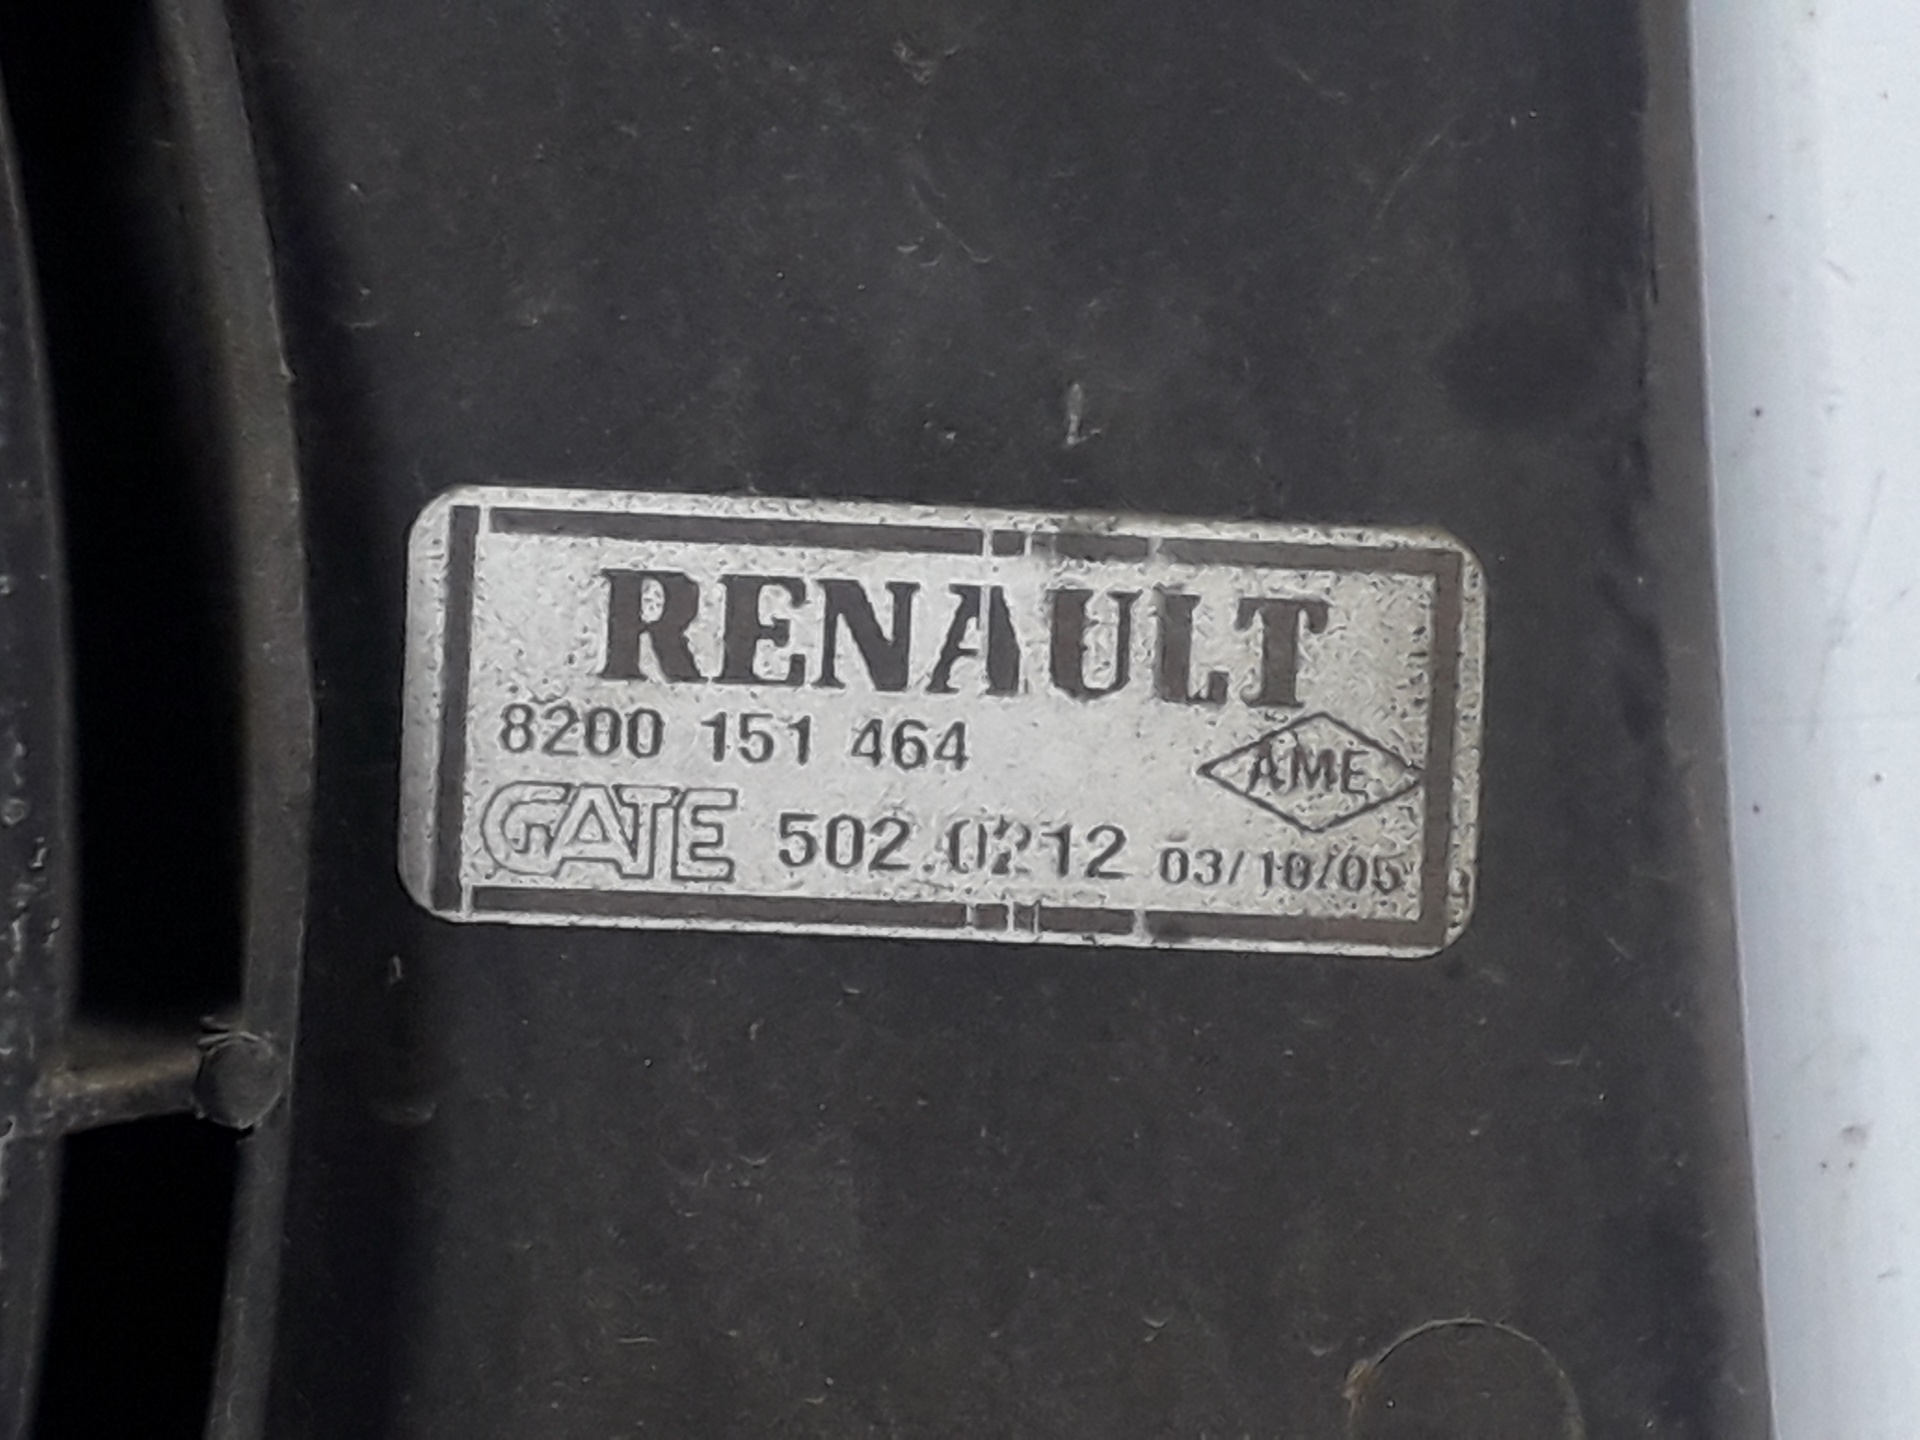 RENAULT
8200 151 464
AME
GATE 502.0212 03/10/05